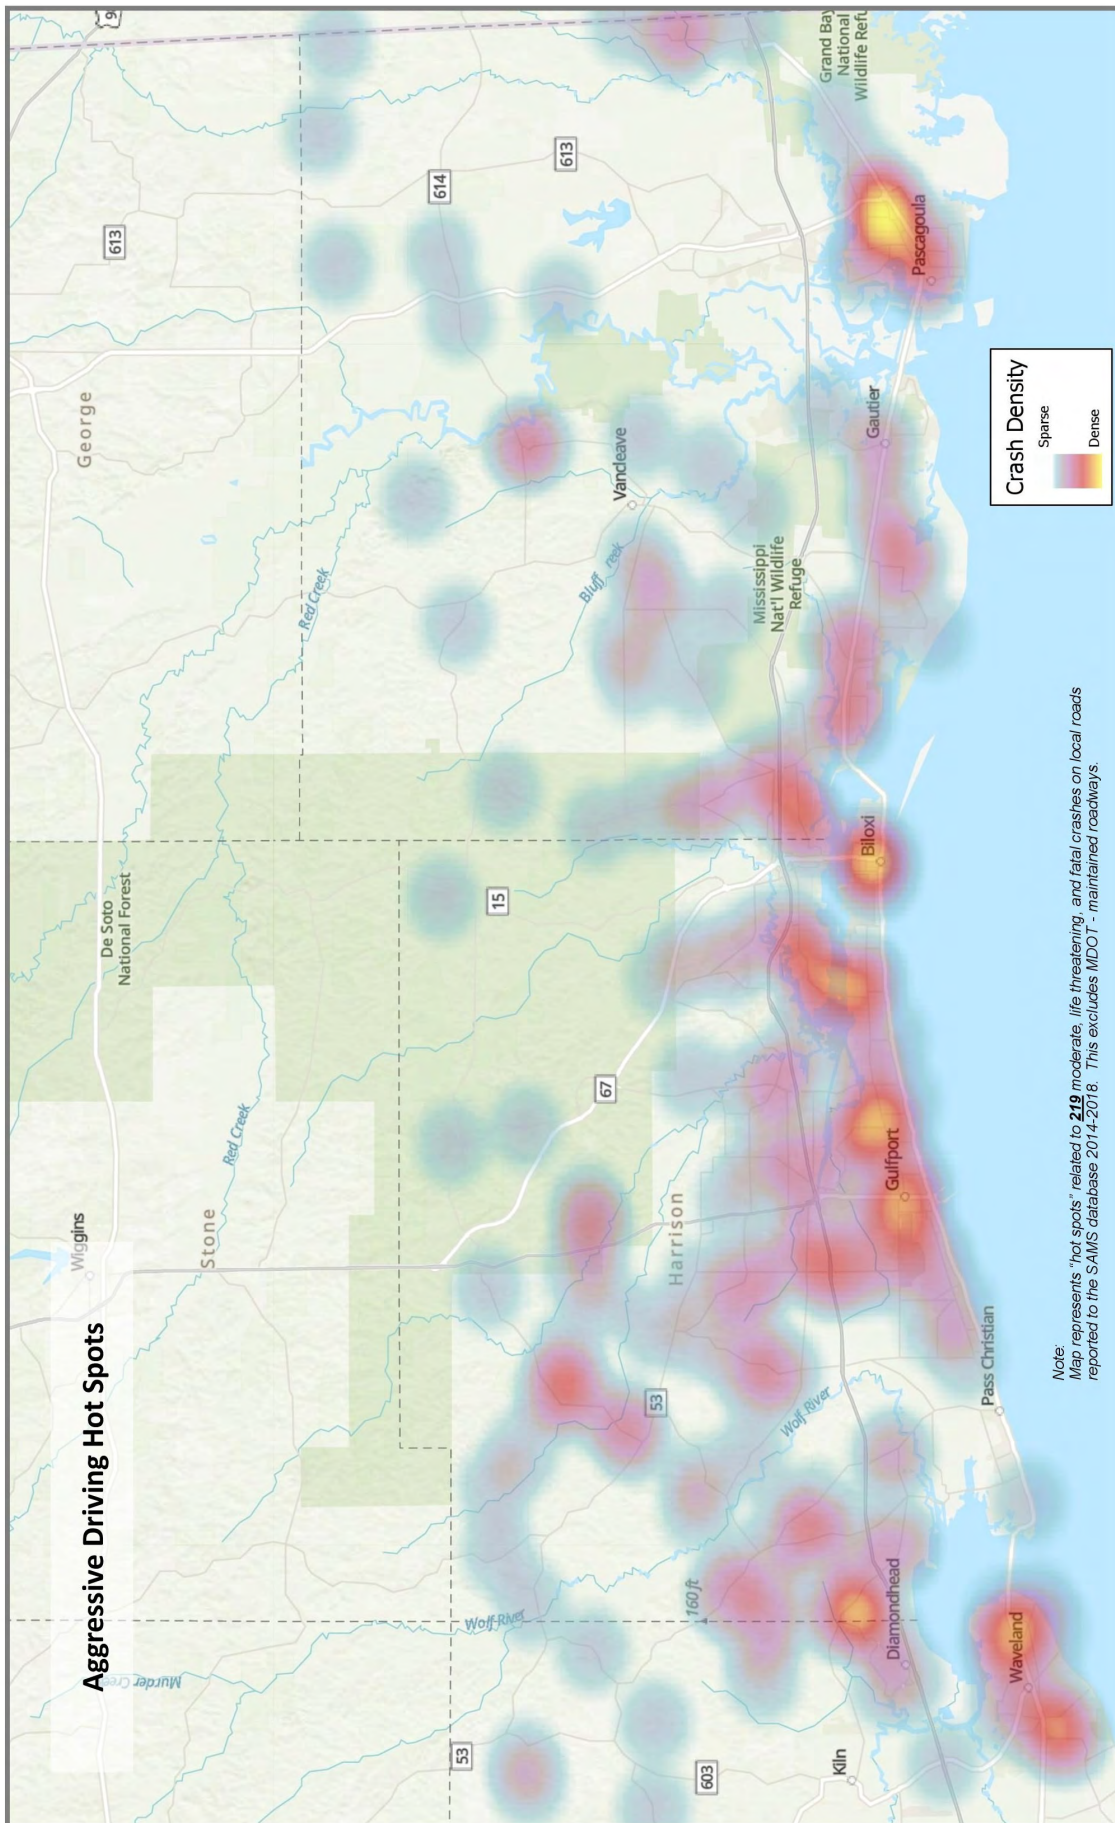 Aggressive Driving Hot Spots
Wiggins
De Soto
National Forest
George
613
Stone
Red Creek
Red Creek
Murder Cree
614
613
15
67
53
53
603
Wolf River
Wolf River
160 ft
Harrison
Bluff
reek
Vancleave
Mississippi
Nat'l Wildlife
Refuge
Grand Bay
National
Wildlife Refu
Kiln
Diamondhead
Waveland
Pass Christian
Gulfport
Biloxi
Gautier
Pascagoula
Crash Density
Sparse
Dense
Note:
Map represents "hot spots" related to 219 moderate, life threatening, and fatal crashes on local roads
reported to the SAMS database 2014-2018. This excludes MDOT - maintained roadways.